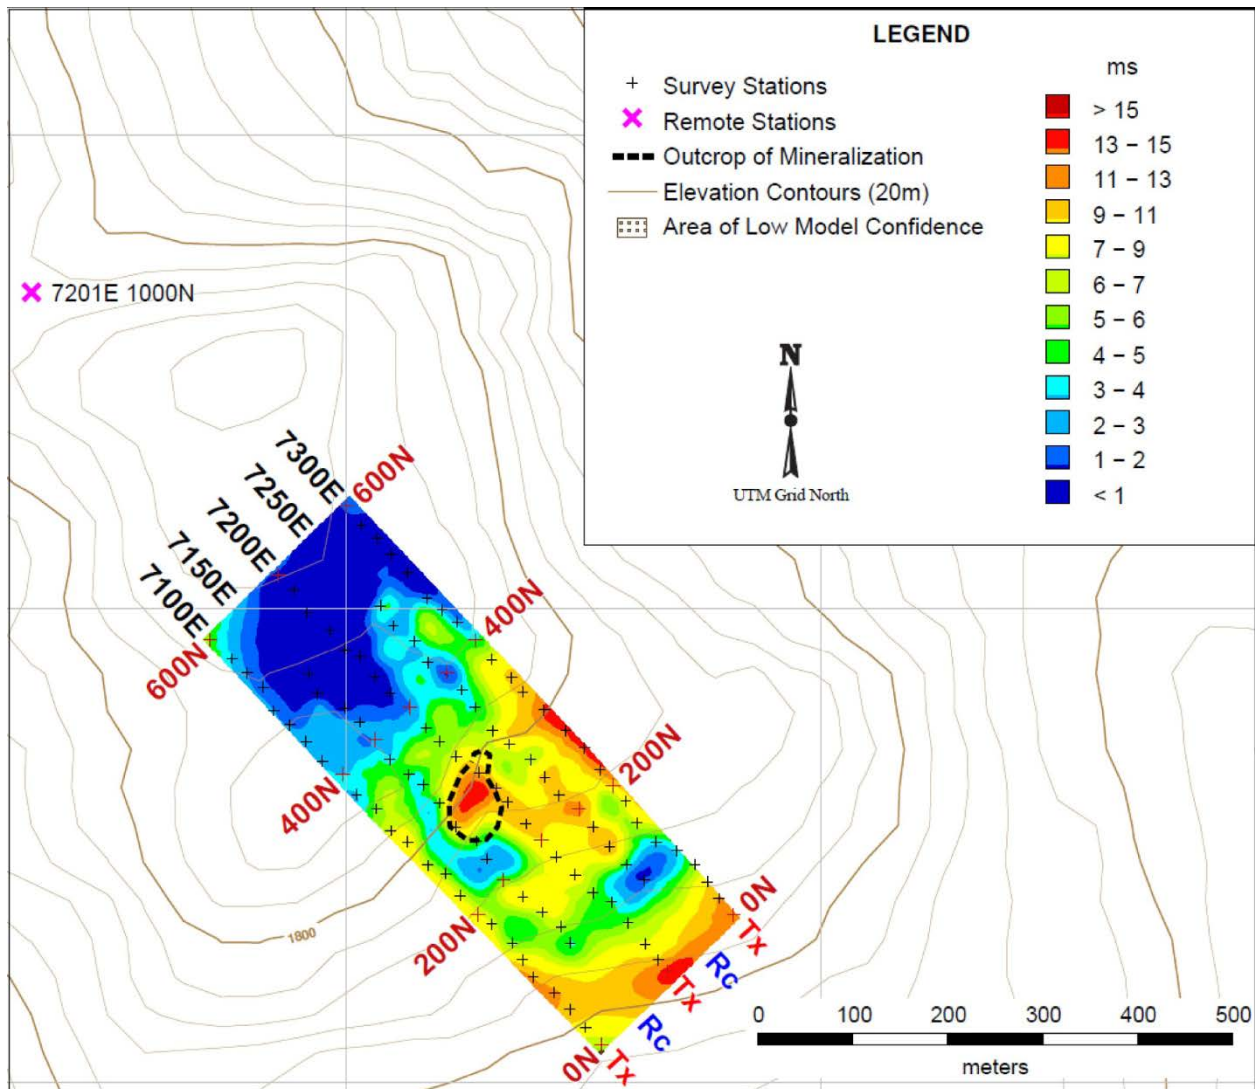 LEGEND
Survey Stations
Remote Stations
Outcrop of Mineralization
Elevation Contours (20m)
Area of Low Model Confidence
ms
> 15
13 – 15
11 – 13
9 – 11
7 – 9
6 – 7
5 – 6
4 – 5
3 – 4
2 – 3
1 – 2
< 1
N
UTM Grid North
7201E 1000N
7300E
7250E
7200E
7150E
7100E
600N
600N
400N
400N
200N
200N
0N
0N
Tx
Rc
Tx
Rc
Tx
1800
0 100 200 300 400 500
meters